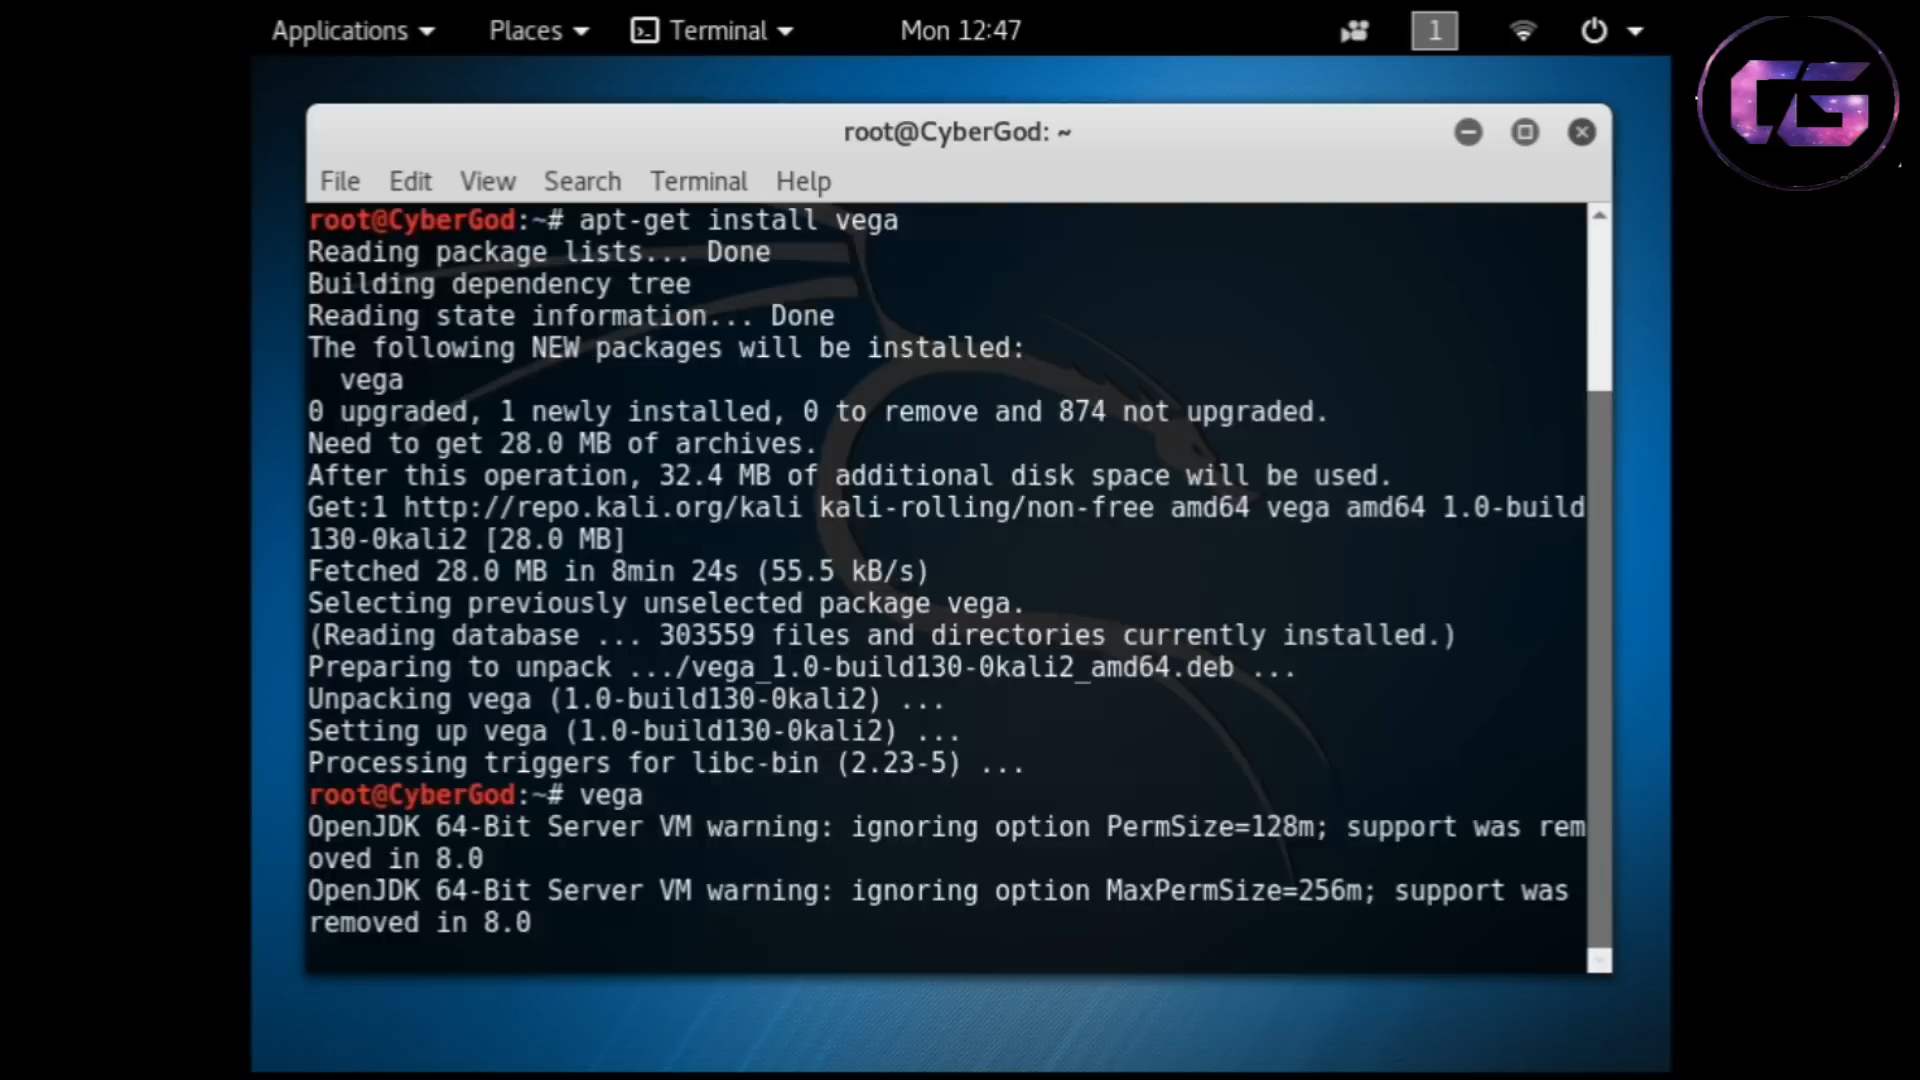 Applications Places Terminal Mon 12:47 1
CG
root@CyberGod: ~
File Edit View Search Terminal Help
root@CyberGod:~# apt-get install vega
Reading package lists... Done
Building dependency tree
Reading state information... Done
The following NEW packages will be installed:
  vega
0 upgraded, 1 newly installed, 0 to remove and 874 not upgraded.
Need to get 28.0 MB of archives.
After this operation, 32.4 MB of additional disk space will be used.
Get:1 http://repo.kali.org/kali kali-rolling/non-free amd64 vega amd64 1.0-build
130-0kali2 [28.0 MB]
Fetched 28.0 MB in 8min 24s (55.5 kB/s)
Selecting previously unselected package vega.
(Reading database ... 303559 files and directories currently installed.)
Preparing to unpack .../vega_1.0-build130-0kali2_amd64.deb ...
Unpacking vega (1.0-build130-0kali2) ...
Setting up vega (1.0-build130-0kali2) ...
Processing triggers for libc-bin (2.23-5) ...
root@CyberGod:~# vega
OpenJDK 64-Bit Server VM warning: ignoring option PermSize=128m; support was rem
oved in 8.0
OpenJDK 64-Bit Server VM warning: ignoring option MaxPermSize=256m; support was
removed in 8.0